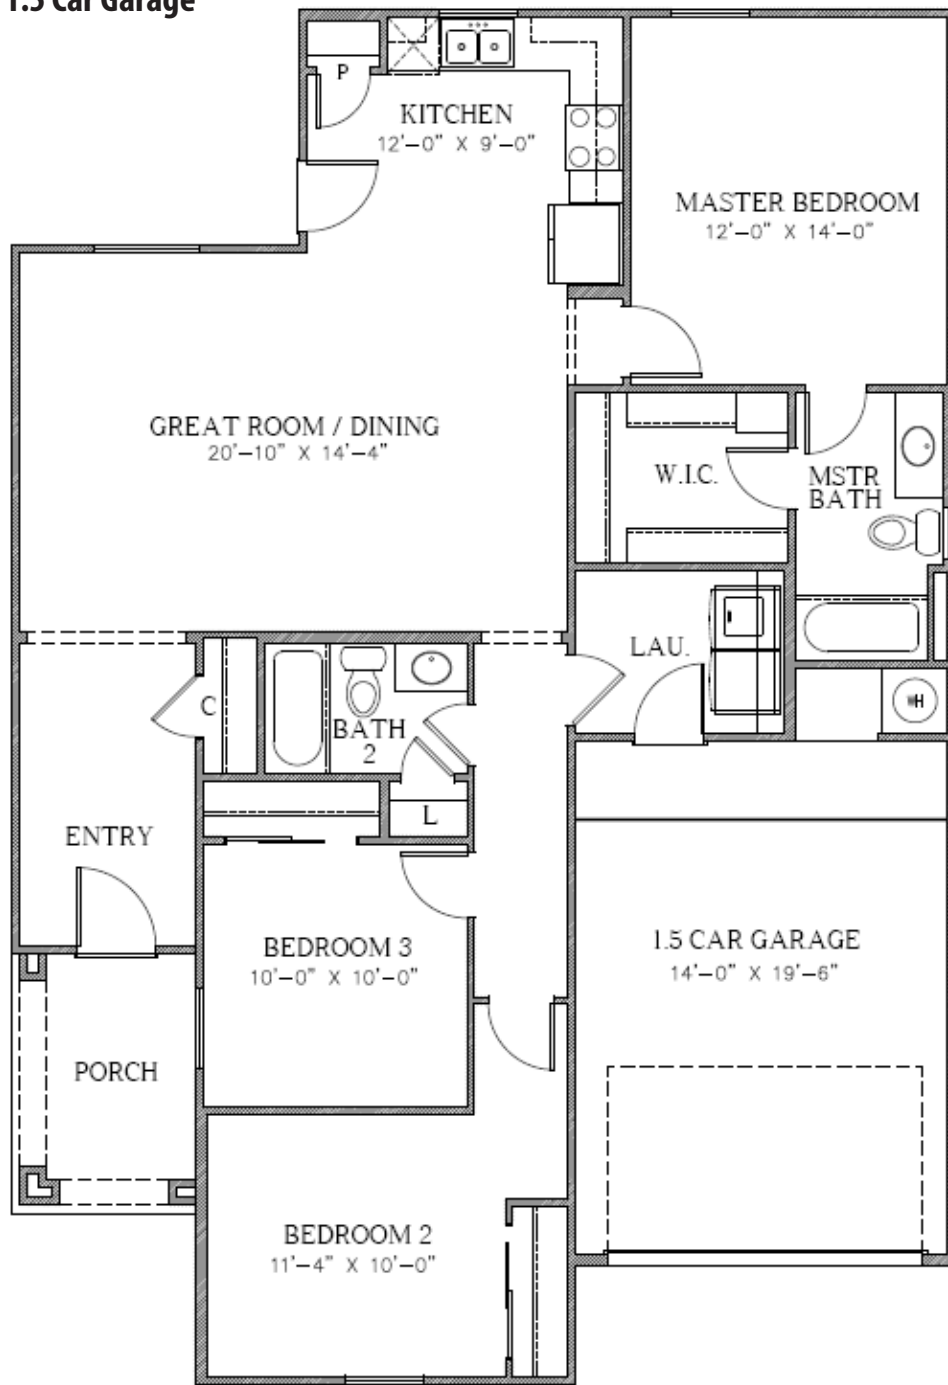 1.5 Car Garage
P
KITCHEN
12'-0" X 9'-0"
MASTER BEDROOM
12'-0" X 14'-0"
GREAT ROOM / DINING
20'-10" X 14'-4"
W.I.C.
MSTR
BATH
LAU.
C
BATH
2
H
L
ENTRY
BEDROOM 3
10'-0" X 10'-0"
1.5 CAR GARAGE
14'-0" X 19'-6"
PORCH
BEDROOM 2
11'-4" X 10'-0"